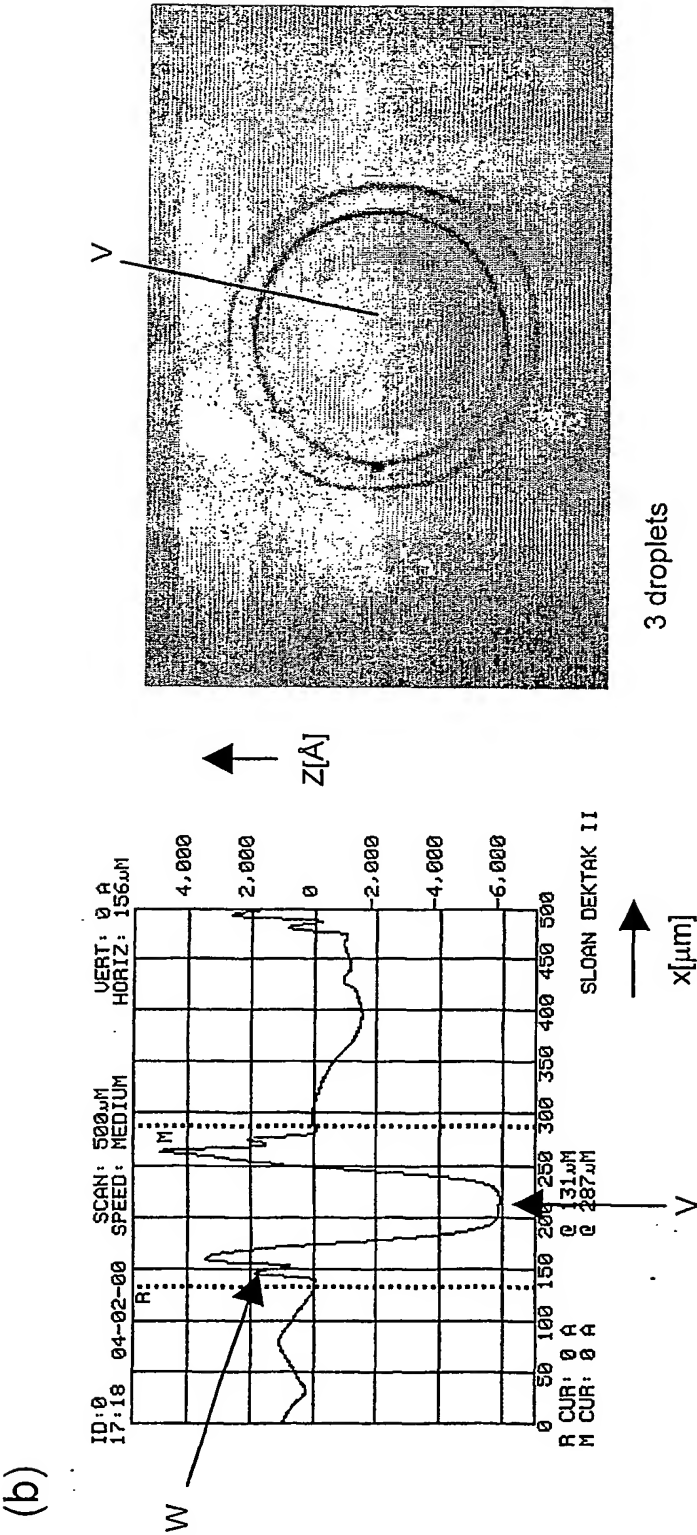 (b)
ID:0 SCAN: 500µM VERT: 0 A
17:18 04-02-00 SPEED: MEDIUM HORIZ: 156µM
R
M
W
4,000
2,000
0
-2,000
-4,000
-6,000
0 50 100 150 200 250 300 350 400 450 500
R CUR: 0 A @ 131µM
M CUR: 0 A @ 287µM
SLOAN DEKTAK II
V
X[µm]
Z[Å]
V
3 droplets